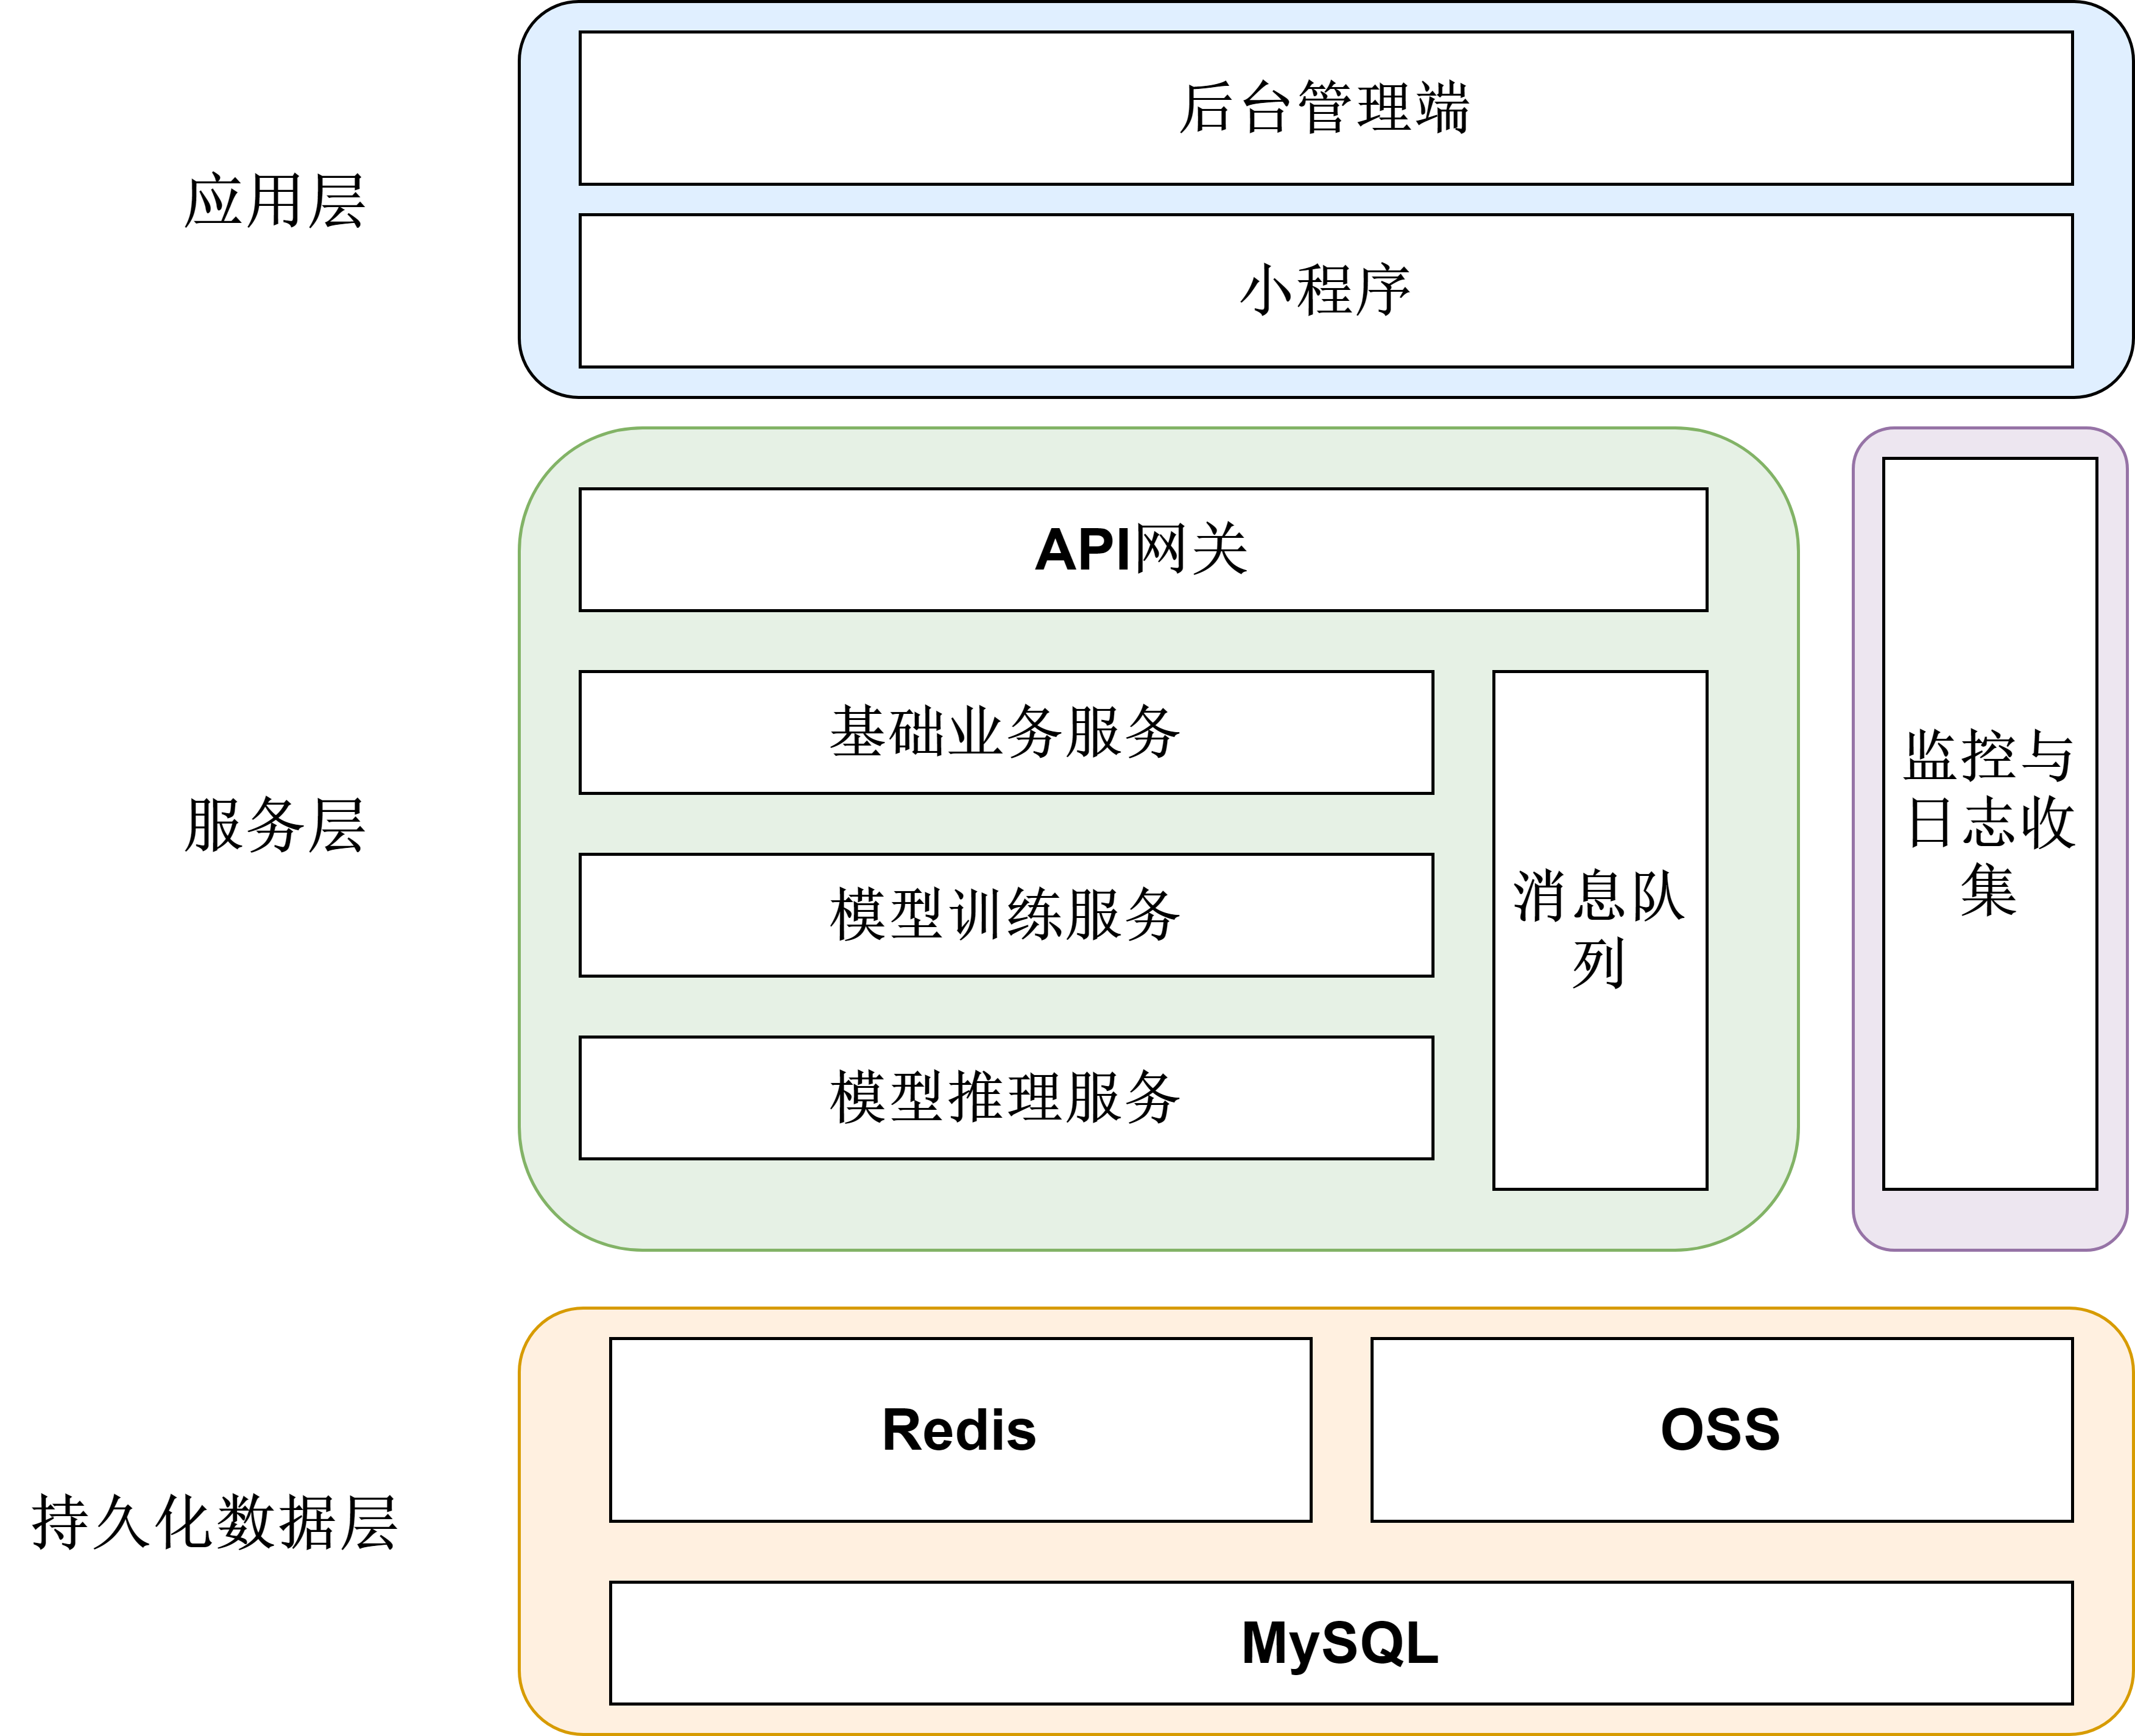 应用层
后台管理端
小程序
服务层
API网关
基础业务服务
模型训练服务
模型推理服务
消息队
列
监控与
日志收
集
持久化数据层
Redis
OSS
MySQL